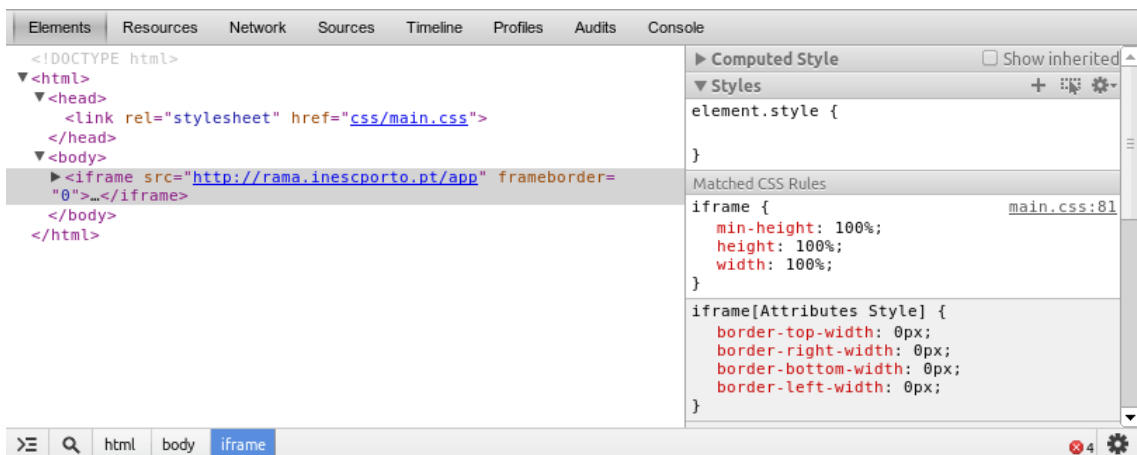 Elements Resources Network Sources Timeline Profiles Audits Console
<!DOCTYPE html>
▼<html>
▼<head>
<link rel="stylesheet" href="css/main.css">
</head>
▼<body>
▶<iframe src="http://rama.inescporto.pt/app" frameborder=
"0">…</iframe>
</body>
</html>
▶ Computed Style Show inherited
▼ Styles
element.style {
}
Matched CSS Rules
iframe { main.css:81
min-height: 100%;
height: 100%;
width: 100%;
}
iframe[Attributes Style] {
border-top-width: 0px;
border-right-width: 0px;
border-bottom-width: 0px;
border-left-width: 0px;
}
html body iframe 4